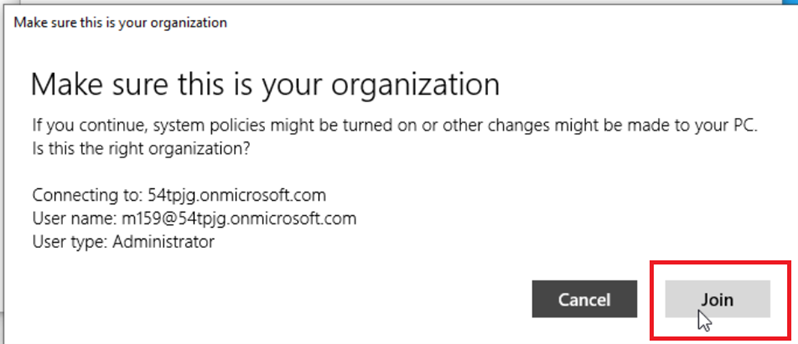 Make sure this is your organization
Make sure this is your organization
If you continue, system policies might be turned on or other changes might be made to your PC.
Is this the right organization?
Connecting to: 54tpjg.onmicrosoft.com
User name: m159@54tpjg.onmicrosoft.com
User type: Administrator
Cancel
Join